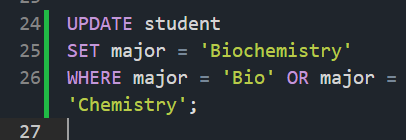 24 UPDATE student
25 SET major = 'Biochemistry'
26 WHERE major = 'Bio' OR major =
'Chemistry';
27